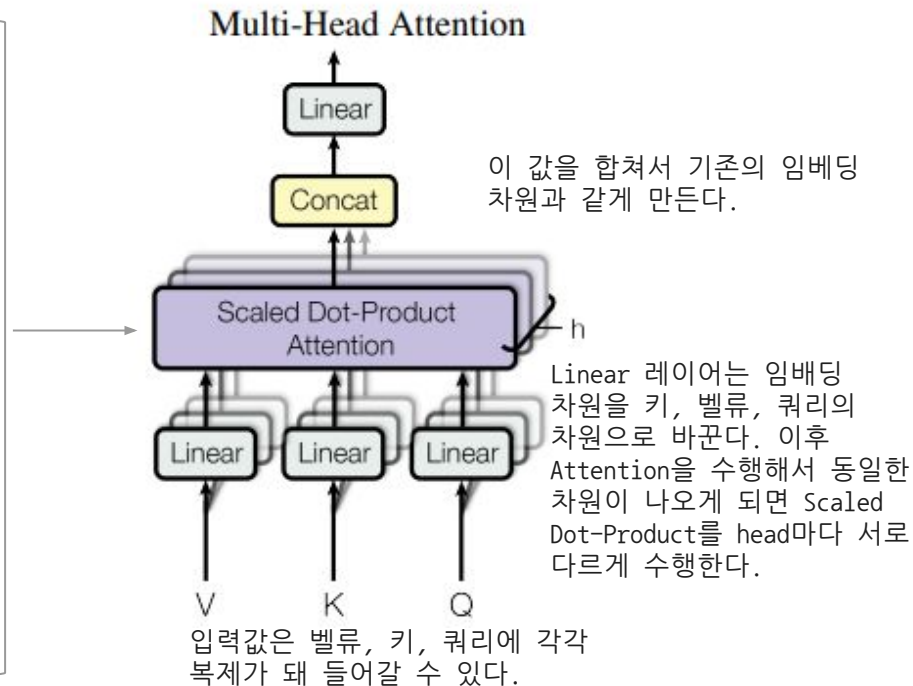 Multi-Head Attention
Linear
이 값을 합쳐서 기존의 임베딩
차원과 같게 만든다.
Concat
Scaled Dot-Product
Attention
h
Linear 레이어는 임배딩
차원을 키, 벨류, 쿼리의
차원으로 바꾼다. 이후
Attention을 수행해서 동일한
차원이 나오게 되면 Scaled
Dot-Product를 head마다 서로
다르게 수행한다.
Linear
Linear
Linear
V
K
Q
입력값은 벨류, 키, 쿼리에 각각
복제가 돼 들어갈 수 있다.